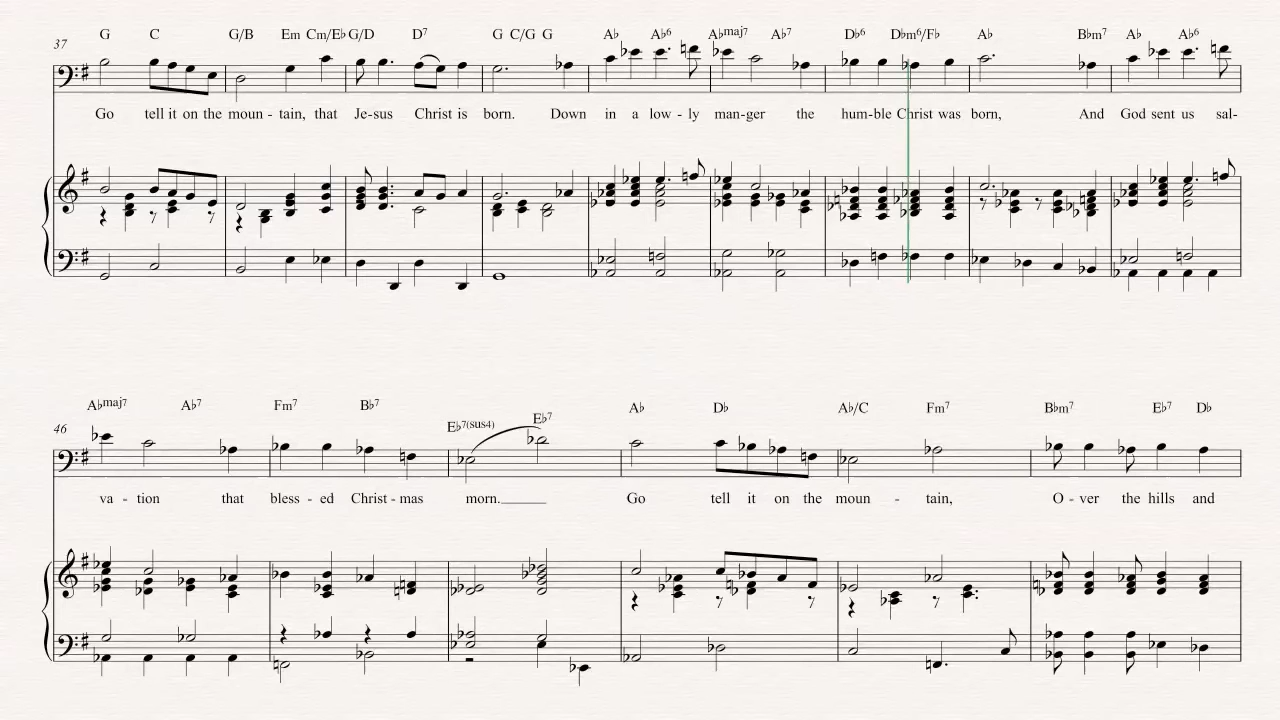 G C G/B Em Cm/E♭ G/D D7 G C/G G A♭ A♭6 A♭maj7 A♭7 D♭6 D♭m6/F♭ A♭ B♭m7 A♭ A♭6
37
Go tell it on the moun - tain, that Je-sus Christ is born. Down in a low - ly man-ger the hum-ble Christ was born, And God sent us sal-
A♭maj7 A♭7 Fm7 B♭7 E♭7(sus4) E♭7 A♭ D♭ A♭/C Fm7 B♭m7 E♭7 D♭
46
va - tion that bless - ed Christ - mas morn. Go tell it on the moun - tain, O - ver the hills and